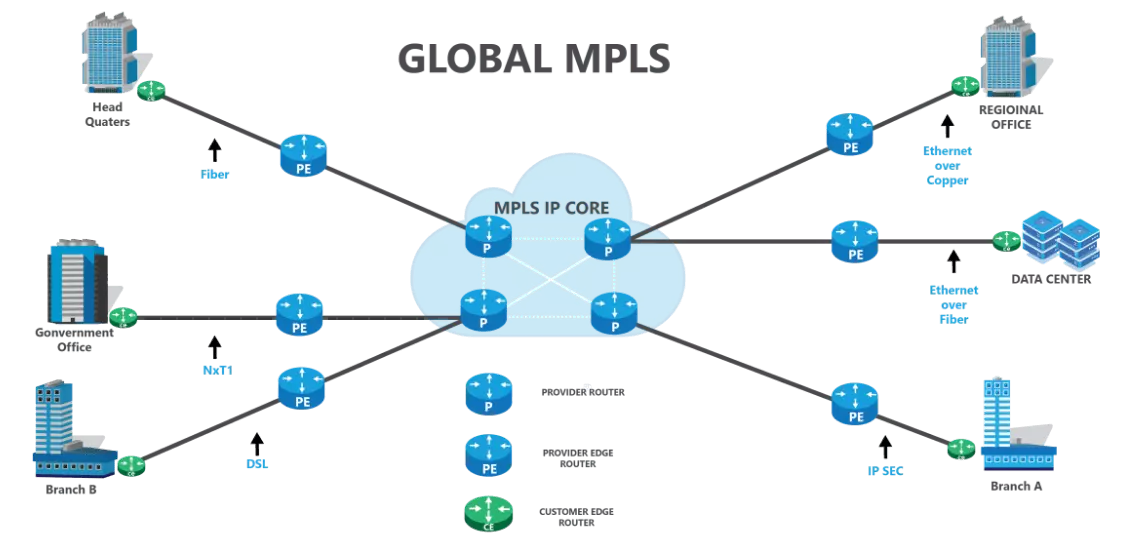 GLOBAL MPLS
Head
Quaters
CE
Fiber
PE
MPLS IP CORE
P
P
P
P
PE
CE
REGIOINAL
OFFICE
Ethernet
over
Copper
PE
CE
DATA CENTER
Ethernet
over
Fiber
Gonvernment
Office
CE
PE
NxT1
Branch B
CE
PE
DSL
PE
CE
IP SEC
Branch A
P
PROVIDER ROUTER
PE
PROVIDER EDGE
ROUTER
CE
CUSTOMER EDGE
ROUTER